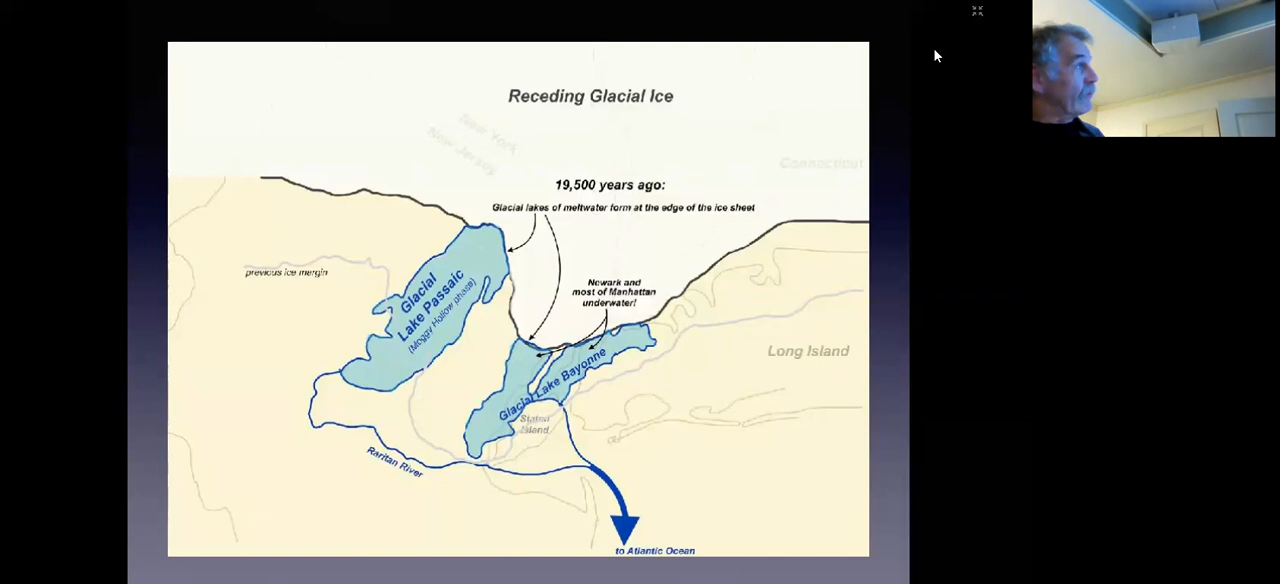 Receding Glacial Ice
New York
New Jersey
Connecticut
19,500 years ago:
Glacial lakes of meltwater form at the edge of the ice sheet
previous ice mergin
Glacial
Lake Passaic
(Moggy Hollow phase)
Newark and
most of Manhattan
underwater!
Long Island
Glacial Lake Bayonne
Staten
Island
Raritan River
to Atlantic Ocean